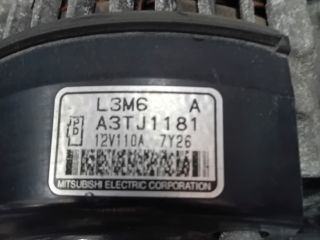 L3M6 A
A3TJ1181
12V110A 7Y26
MITSUBISHI ELECTRIC CORPORATION